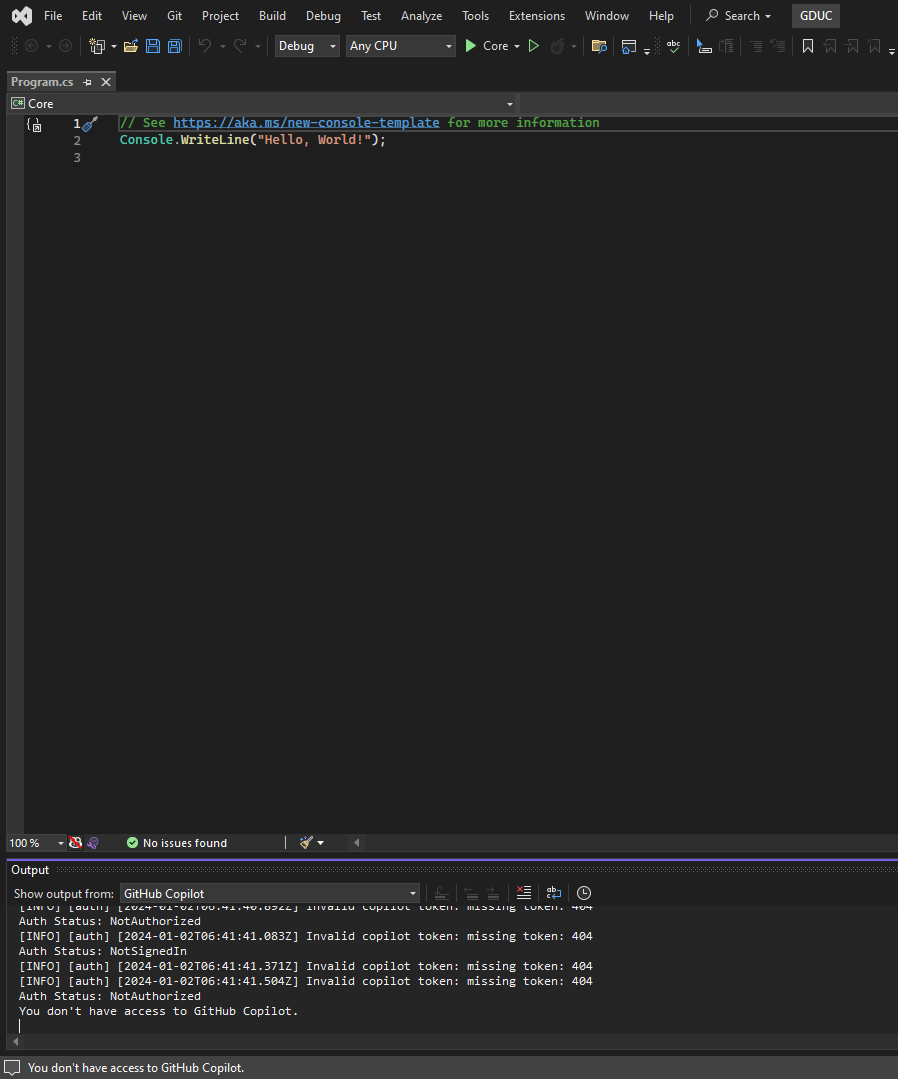 File Edit View Git Project Build Debug Test Analyze Tools Extensions Window Help Search GDUC
Debug Any CPU Core abc
Program.cs
C# Core
1 // See https://aka.ms/new-console-template for more information
2 Console.WriteLine("Hello, World!");
3
100 % No issues found
Output
Show output from: GitHub Copilot ab
[INFO] [auth] [2024-01-02T06:41:40.892Z] Invalid copilot token: missing token: 404
Auth Status: NotAuthorized
[INFO] [auth] [2024-01-02T06:41:41.083Z] Invalid copilot token: missing token: 404
Auth Status: NotSignedIn
[INFO] [auth] [2024-01-02T06:41:41.371Z] Invalid copilot token: missing token: 404
[INFO] [auth] [2024-01-02T06:41:41.504Z] Invalid copilot token: missing token: 404
Auth Status: NotAuthorized
You don't have access to GitHub Copilot.
You don't have access to GitHub Copilot.